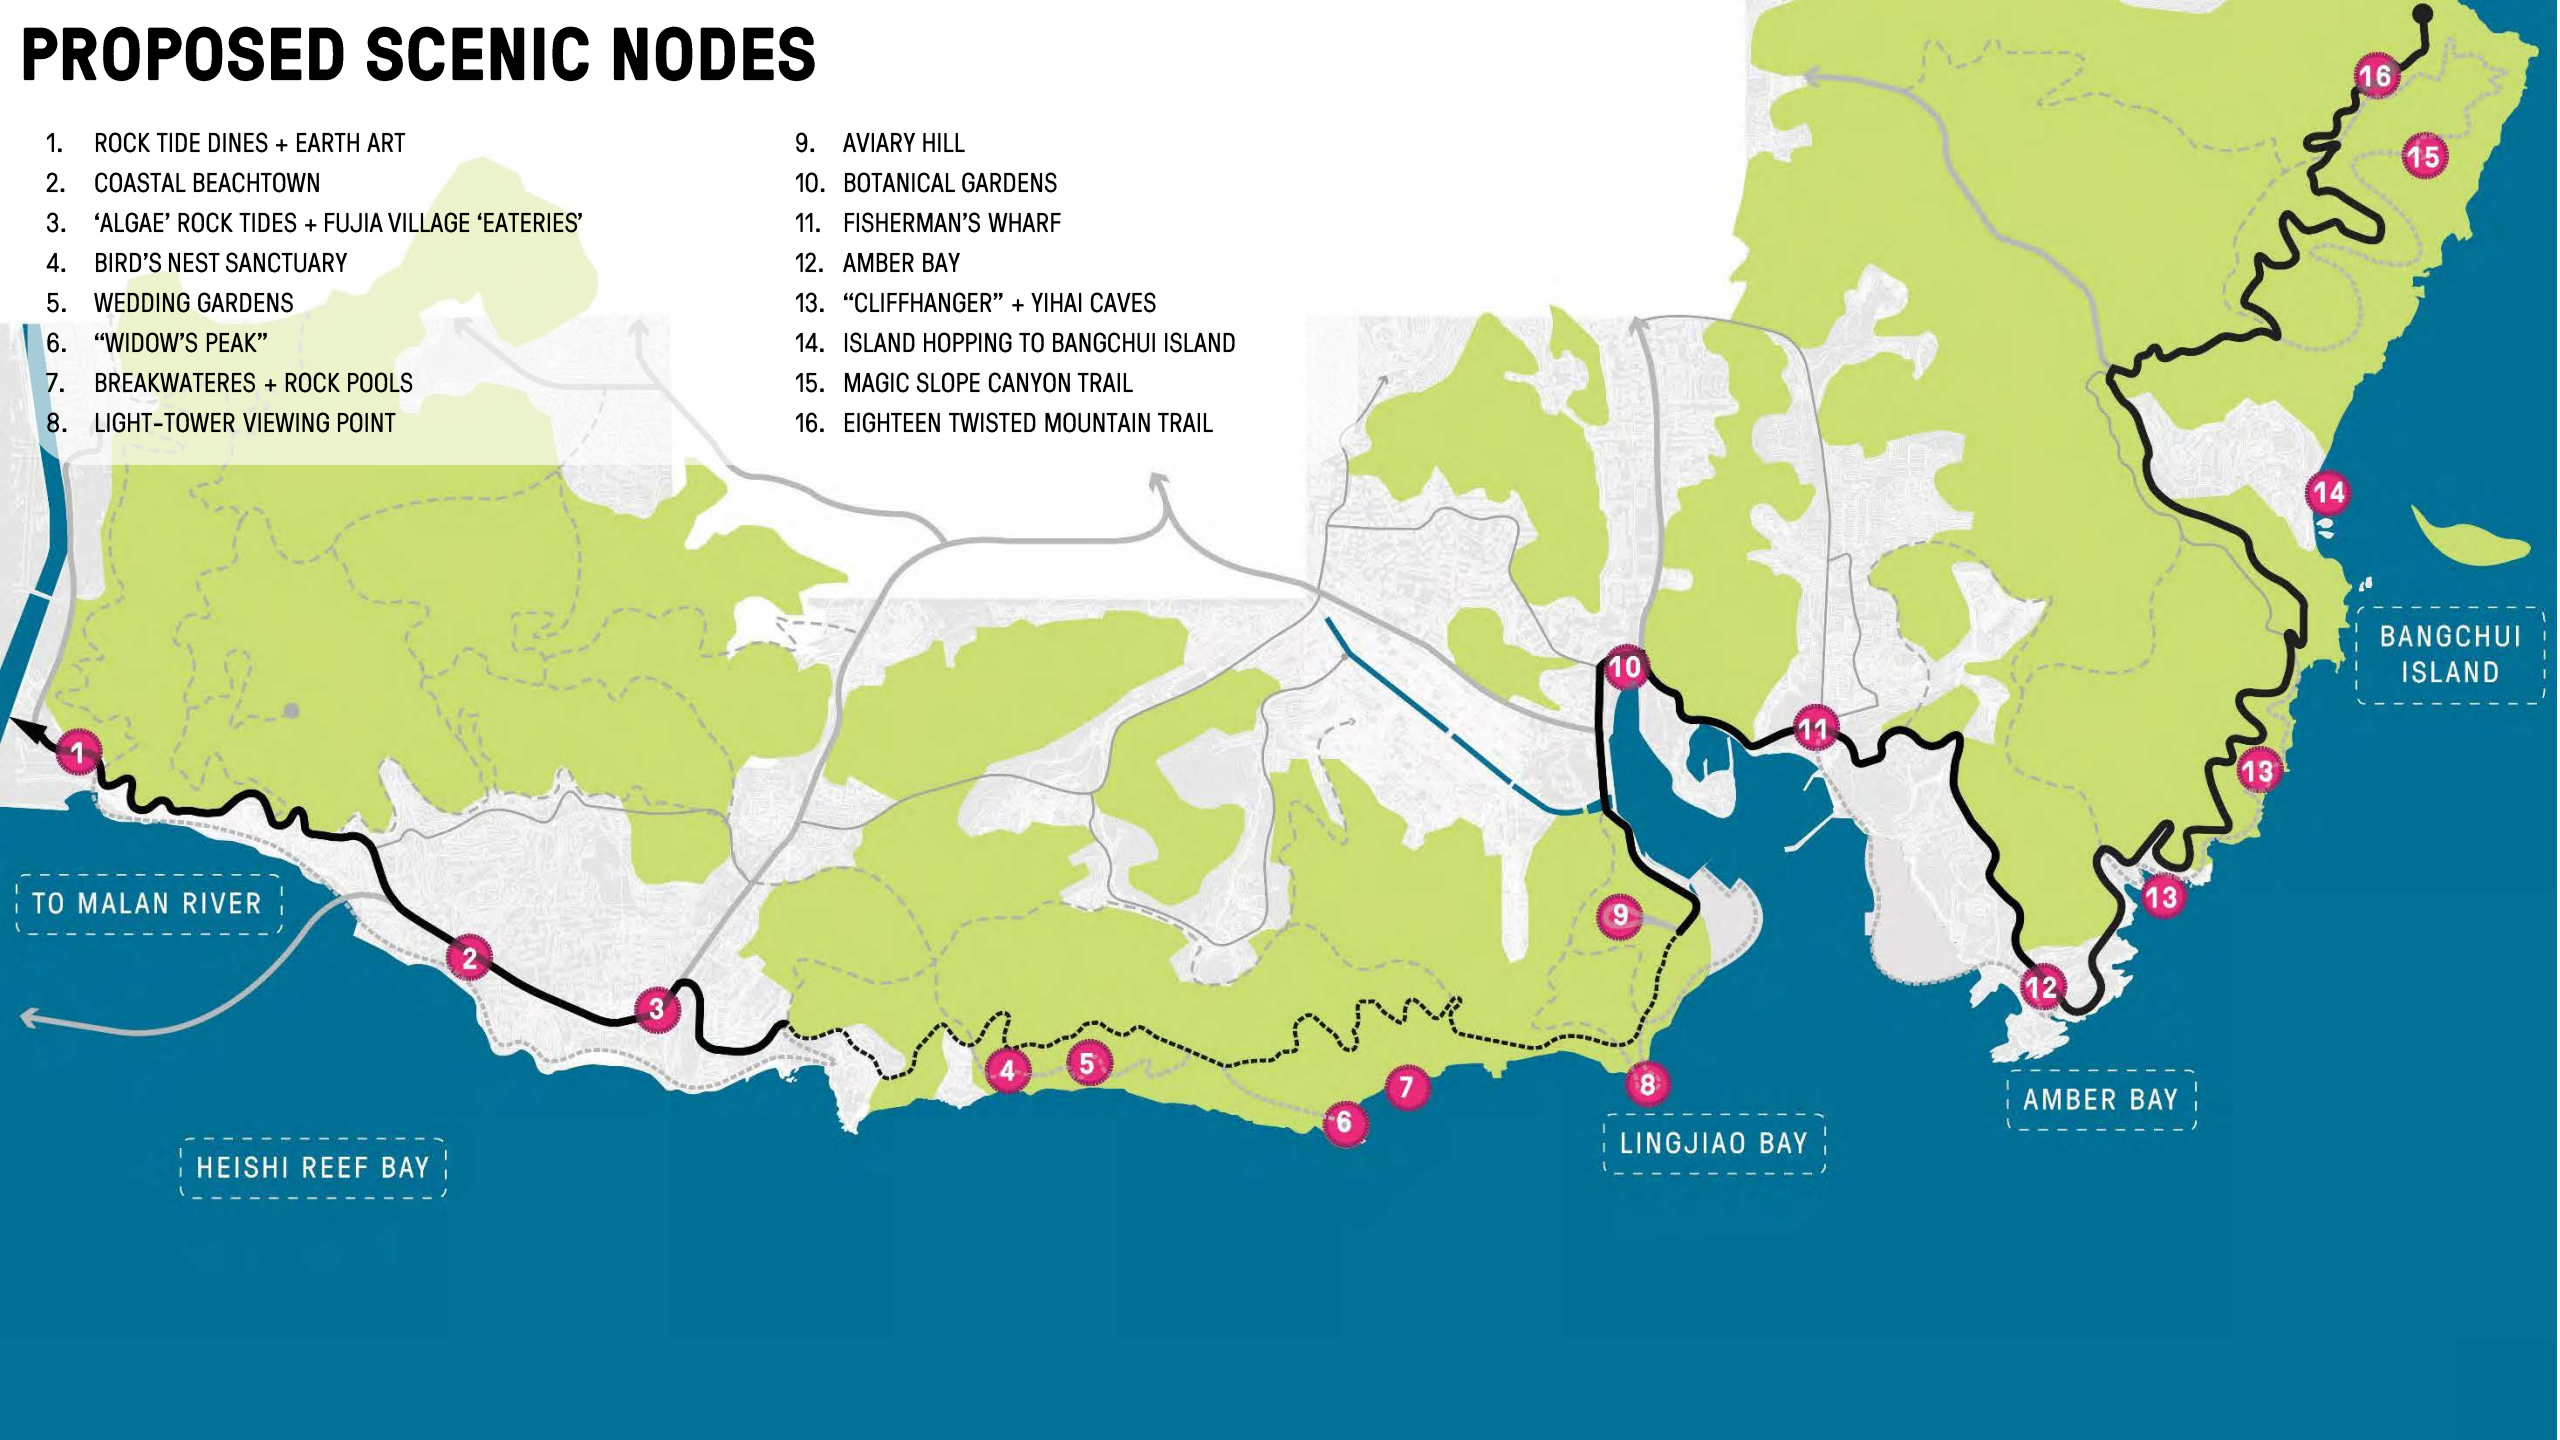 PROPOSED SCENIC NODES
1. ROCK TIDE DINES + EARTH ART
2. COASTAL BEACHTOWN
3. ‘ALGAE’ ROCK TIDES + FUJIA VILLAGE ‘EATERIES’
4. BIRD’S NEST SANCTUARY
5. WEDDING GARDENS
6. “WIDOW’S PEAK”
7. BREAKWATERES + ROCK POOLS
8. LIGHT-TOWER VIEWING POINT
9. AVIARY HILL
10. BOTANICAL GARDENS
11. FISHERMAN’S WHARF
12. AMBER BAY
13. “CLIFFHANGER” + YIHAI CAVES
14. ISLAND HOPPING TO BANGCHUI ISLAND
15. MAGIC SLOPE CANYON TRAIL
16. EIGHTEEN TWISTED MOUNTAIN TRAIL
16
15
14
BANGCHUI
ISLAND
10
11
1
13
13
TO MALAN RIVER
9
2
12
3
4
5
7
8
6
AMBER BAY
LINGJIAO BAY
HEISHI REEF BAY